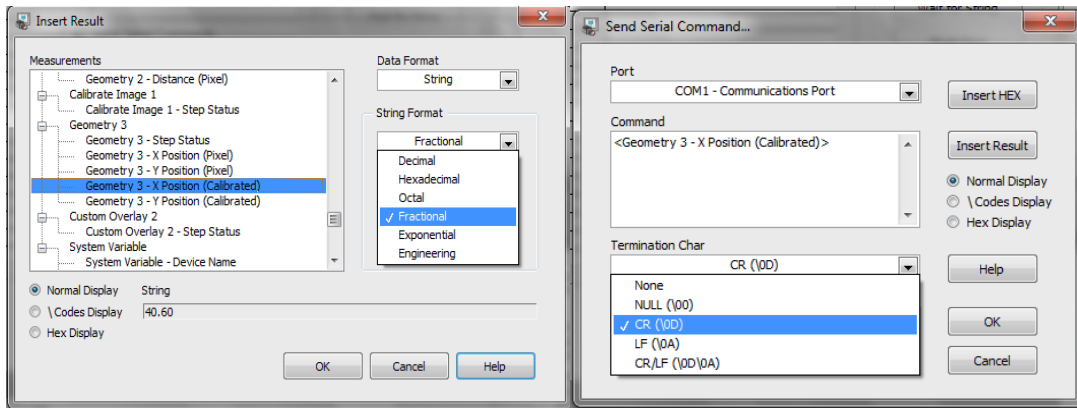 Insert Result
Measurements
Geometry 2 - Distance (Pixel)
Calibrate Image 1
Calibrate Image 1 - Step Status
Geometry 3
Geometry 3 - Step Status
Geometry 3 - X Position (Pixel)
Geometry 3 - Y Position (Pixel)
Geometry 3 - X Position (Calibrated)
Geometry 3 - Y Position (Calibrated)
Custom Overlay 2
Custom Overlay 2 - Step Status
System Variable
System Variable - Device Name
Data Format
String
String Format
Fractional
Decimal
Hexadecimal
Octal
✓ Fractional
Exponential
Engineering
Normal Display
String
\ Codes Display
40.60
Hex Display
OK
Cancel
Help
Wait for String
Send Serial Command...
Port
COM1 - Communications Port
Command
<Geometry 3 - X Position (Calibrated)>
Termination Char
CR (\0D)
None
NULL (\00)
✓ CR (\0D)
LF (\0A)
CR/LF (\0D\0A)
Insert HEX
Insert Result
Normal Display
\ Codes Display
Hex Display
Help
OK
Cancel